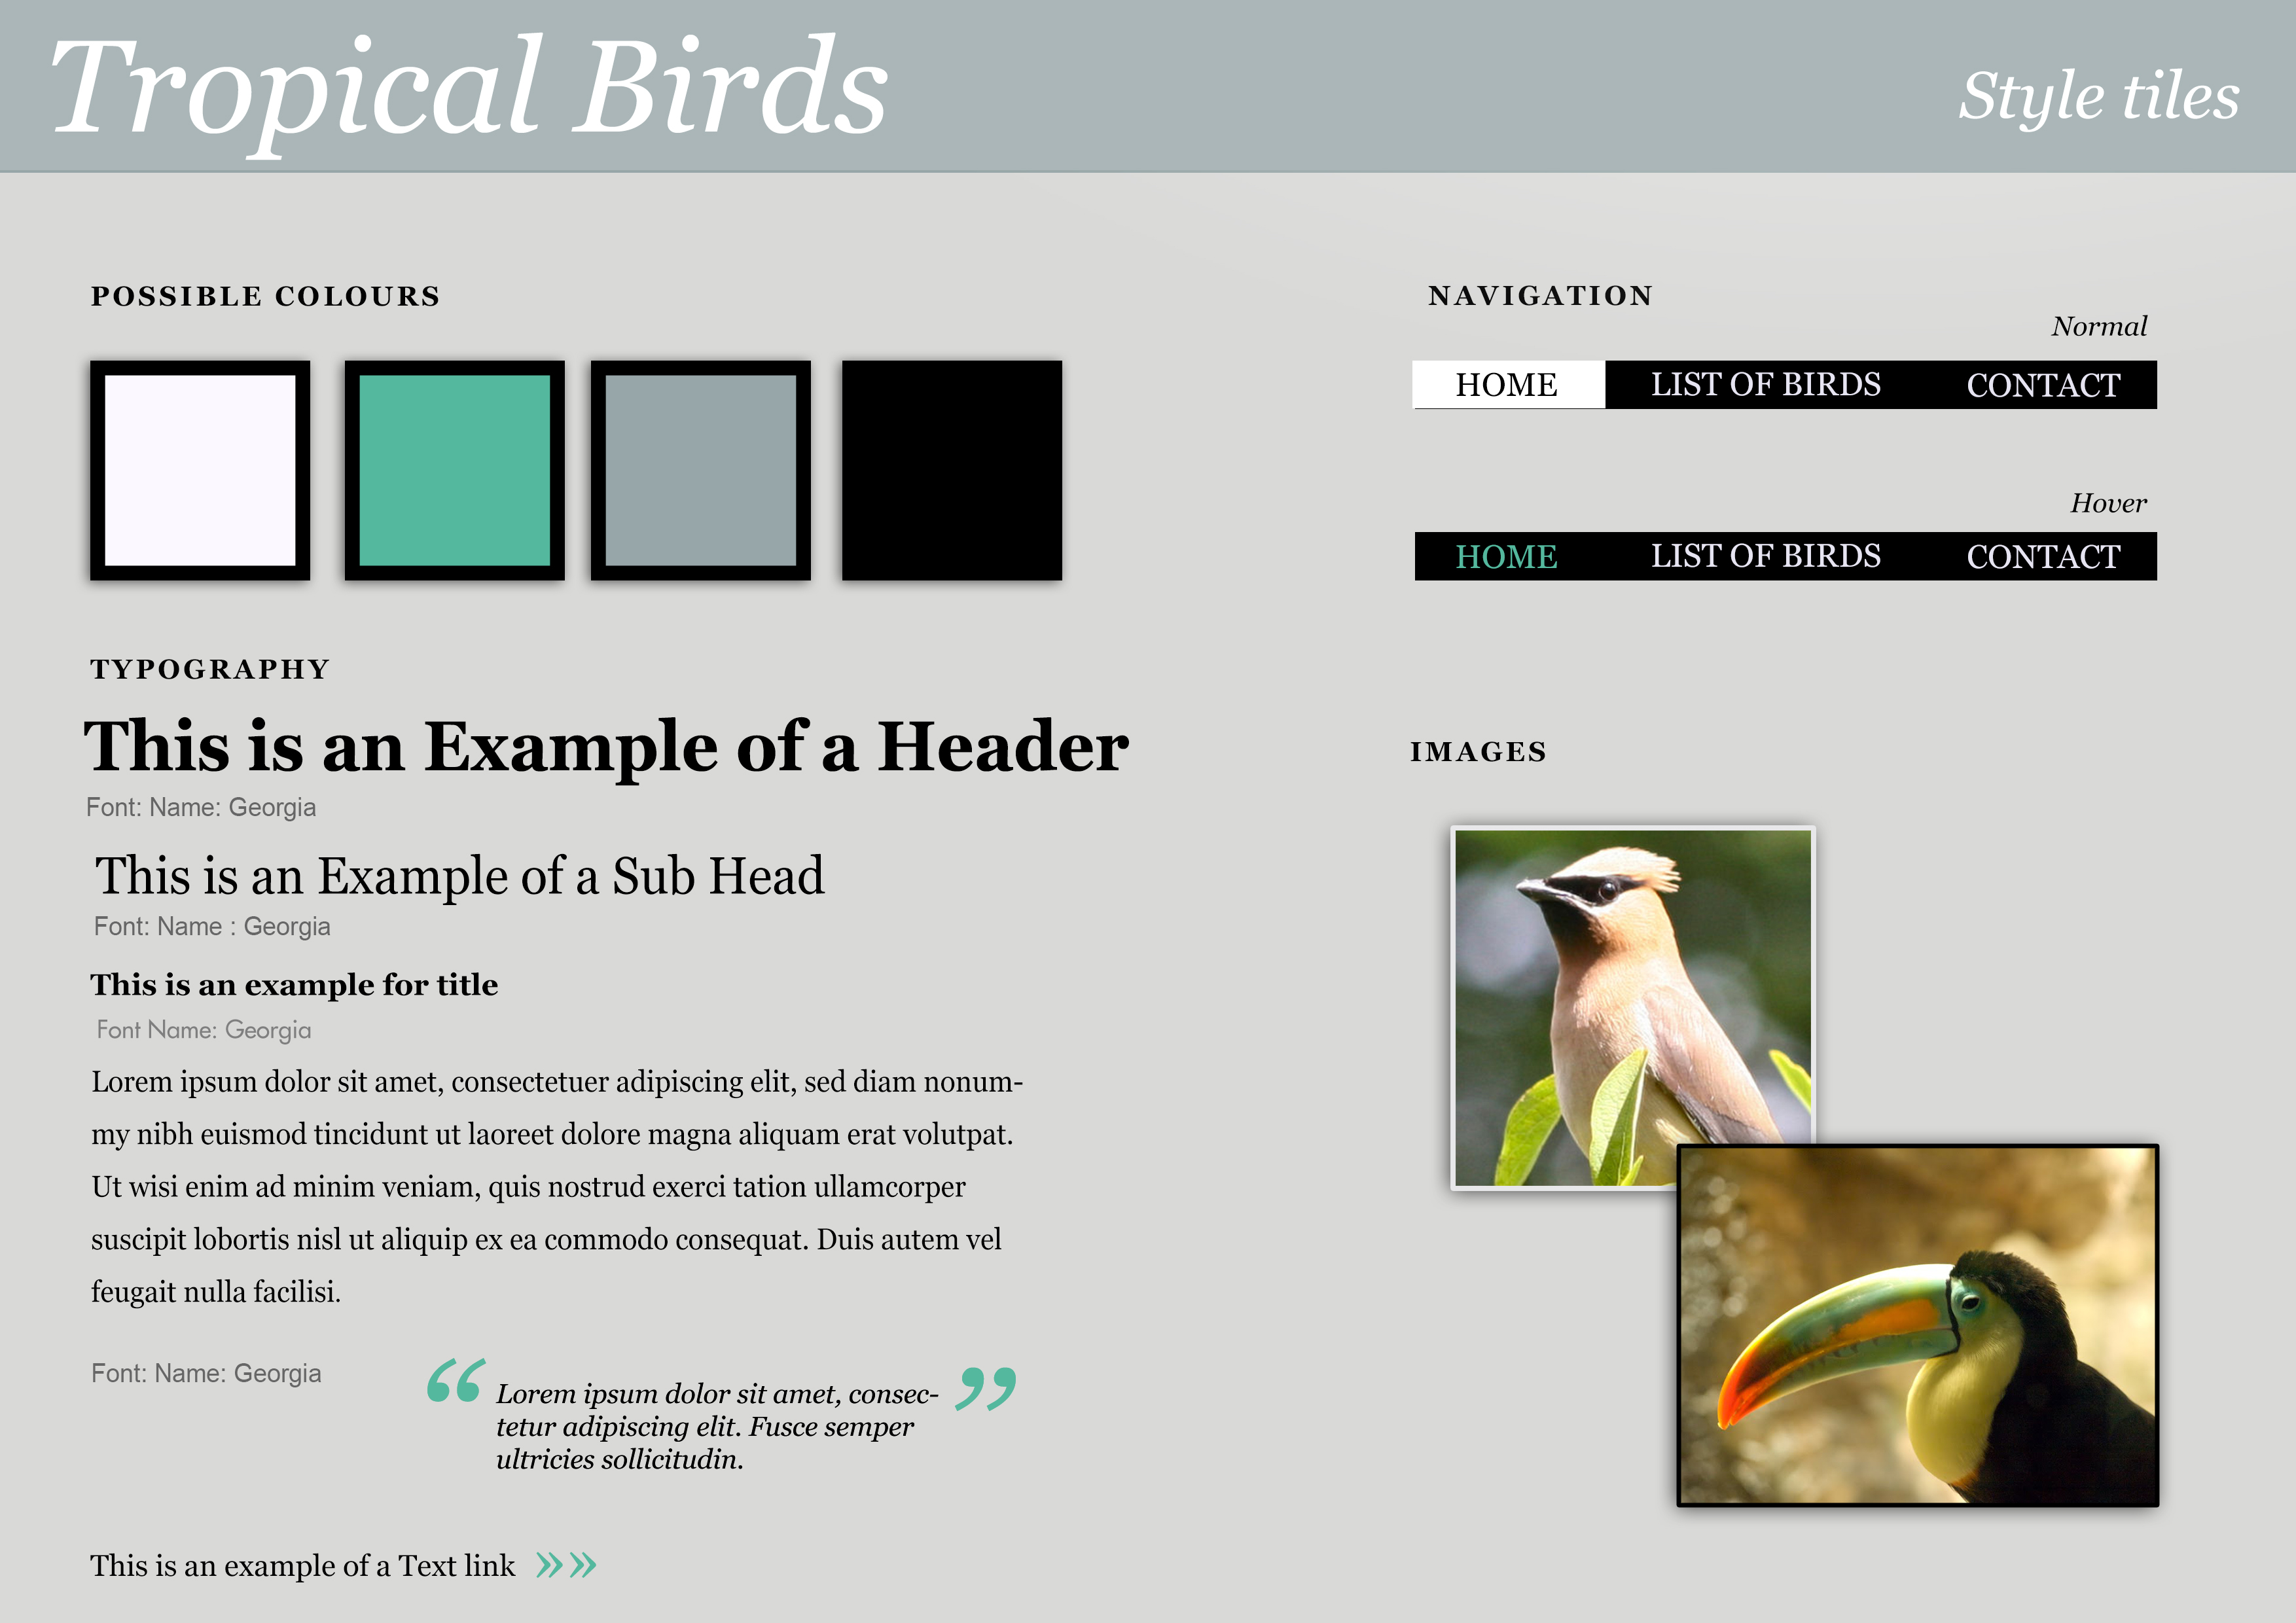 Tropical Birds
Style tiles
POSSIBLE COLOURS
TYPOGRAPHY
This is an Example of a Header
Font: Name: Georgia
This is an Example of a Sub Head
Font: Name : Georgia
This is an example for title
Font Name: Georgia
Lorem ipsum dolor sit amet, consectetuer adipiscing elit, sed diam nonum-
my nibh euismod tincidunt ut laoreet dolore magna aliquam erat volutpat.
Ut wisi enim ad minim veniam, quis nostrud exerci tation ullamcorper
suscipit lobortis nisl ut aliquip ex ea commodo consequat. Duis autem vel
feugait nulla facilisi.
Font: Name: Georgia
“ Lorem ipsum dolor sit amet, consec- ”
tetur adipiscing elit. Fusce semper
ultricies sollicitudin.
This is an example of a Text link »»
NAVIGATION
Normal
HOME LIST OF BIRDS CONTACT
Hover
HOME LIST OF BIRDS CONTACT
IMAGES